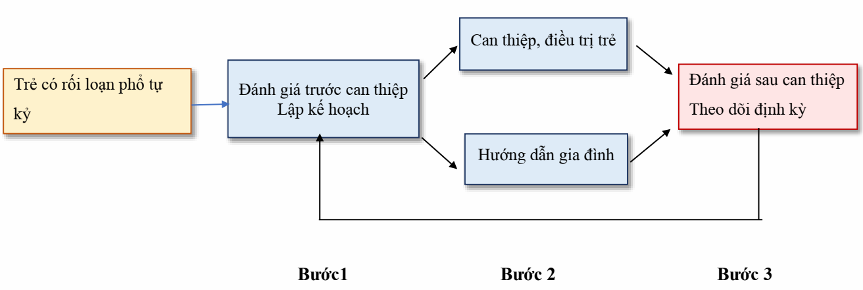 Trẻ có rối loạn phổ tự
kỷ
Đánh giá trước can thiệp
Lập kế hoạch
Can thiệp, điều trị trẻ
Hướng dẫn gia đình
Đánh giá sau can thiệp
Theo dõi định kỳ
Bước1
Bước 2
Bước 3